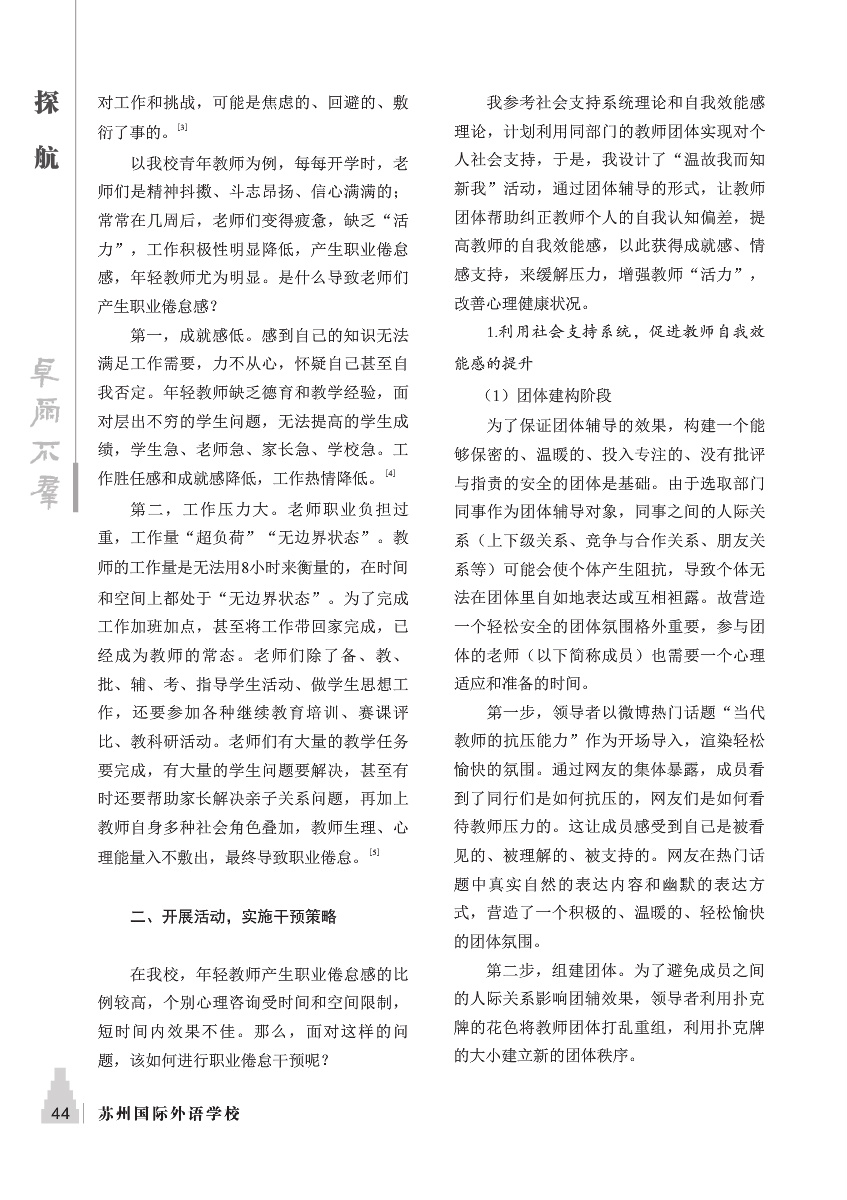 探
航
卓
尔
不
群
对工作和挑战，可能是焦虑的、回避的、敷
衍了事的。[3]
以我校青年教师为例，每每开学时，老
师们是精神抖擞、斗志昂扬、信心满满的；
常常在几周后，老师们变得疲惫，缺乏“活
力”，工作积极性明显降低，产生职业倦怠
感，年轻教师尤为明显。是什么导致老师们
产生职业倦怠感？
第一，成就感低。感到自己的知识无法
满足工作需要，力不从心，怀疑自己甚至自
我否定。年轻教师缺乏德育和教学经验，面
对层出不穷的学生问题，无法提高的学生成
绩，学生急、老师急、家长急、学校急。工
作胜任感和成就感降低，工作热情降低。[4]
第二，工作压力大。老师职业负担过
重，工作量“超负荷”“无边界状态”。教
师的工作量是无法用8小时来衡量的，在时间
和空间上都处于“无边界状态”。为了完成
工作加班加点，甚至将工作带回家完成，已
经成为教师的常态。老师们除了备、教、
批、辅、考、指导学生活动、做学生思想工
作，还要参加各种继续教育培训、赛课评
比、教科研活动。老师们有大量的教学任务
要完成，有大量的学生问题要解决，甚至有
时还要帮助家长解决亲子关系问题，再加上
教师自身多种社会角色叠加，教师生理、心
理能量入不敷出，最终导致职业倦怠。[5]
二、开展活动，实施干预策略
在我校，年轻教师产生职业倦怠感的比
例较高，个别心理咨询受时间和空间限制，
短时间内效果不佳。那么，面对这样的问
题，该如何进行职业倦怠干预呢？
我参考社会支持系统理论和自我效能感
理论，计划利用同部门的教师团体实现对个
人社会支持，于是，我设计了“温故我而知
新我”活动，通过团体辅导的形式，让教师
团体帮助纠正教师个人的自我认知偏差，提
高教师的自我效能感，以此获得成就感、情
感支持，来缓解压力，增强教师“活力”，
改善心理健康状况。
1.利用社会支持系统，促进教师自我效
能感的提升
（1）团体建构阶段
为了保证团体辅导的效果，构建一个能
够保密的、温暖的、投入专注的、没有批评
与指责的安全的团体是基础。由于选取部门
同事作为团体辅导对象，同事之间的人际关
系（上下级关系、竞争与合作关系、朋友关
系等）可能会使个体产生阻抗，导致个体无
法在团体里自如地表达或互相袒露。故营造
一个轻松安全的团体氛围格外重要，参与团
体的老师（以下简称成员）也需要一个心理
适应和准备的时间。
第一步，领导者以微博热门话题“当代
教师的抗压能力”作为开场导入，渲染轻松
愉快的氛围。通过网友的集体暴露，成员看
到了同行们是如何抗压的，网友们是如何看
待教师压力的。这让成员感受到自己是被看
见的、被理解的、被支持的。网友在热门话
题中真实自然的表达内容和幽默的表达方
式，营造了一个积极的、温暖的、轻松愉快
的团体氛围。
第二步，组建团体。为了避免成员之间
的人际关系影响团辅效果，领导者利用扑克
牌的花色将教师团体打乱重组，利用扑克牌
的大小建立新的团体秩序。
44
苏州国际外语学校